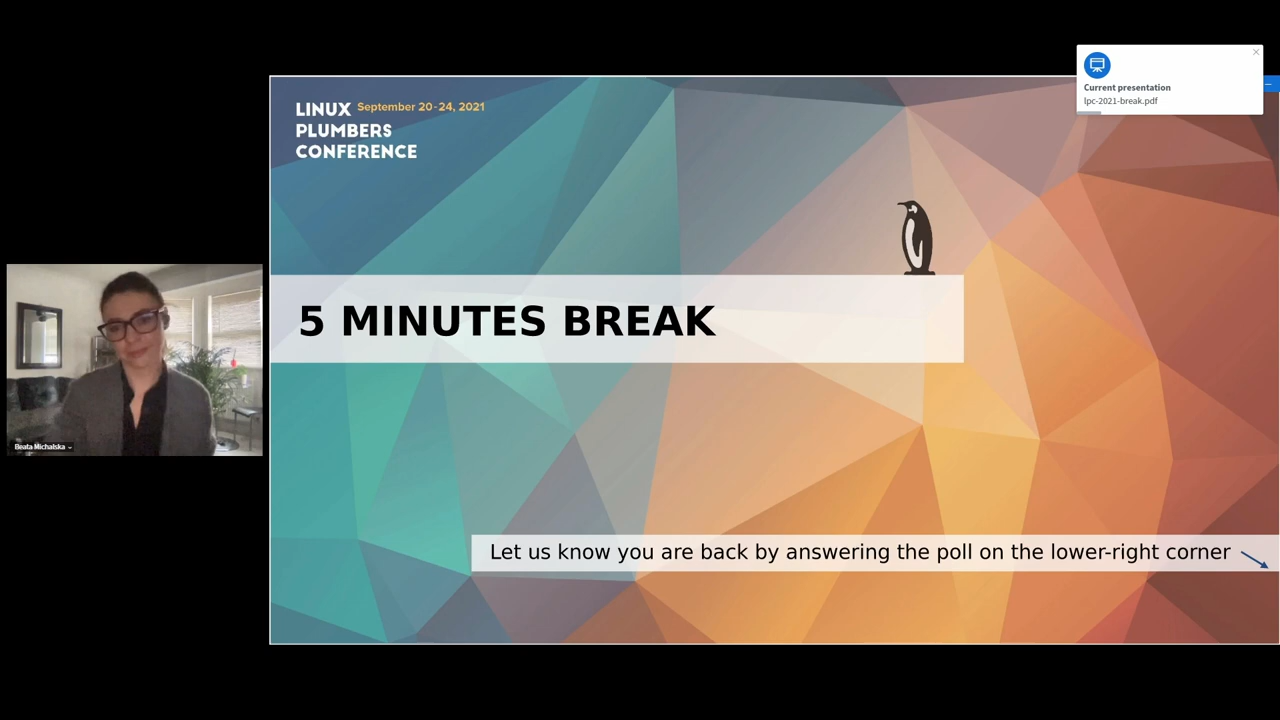 LINUX September 20-24, 2021
PLUMBERS
CONFERENCE
Current presentation
lpc-2021-break.pdf
5 MINUTES BREAK
Beata Michalska
Let us know you are back by answering the poll on the lower-right corner